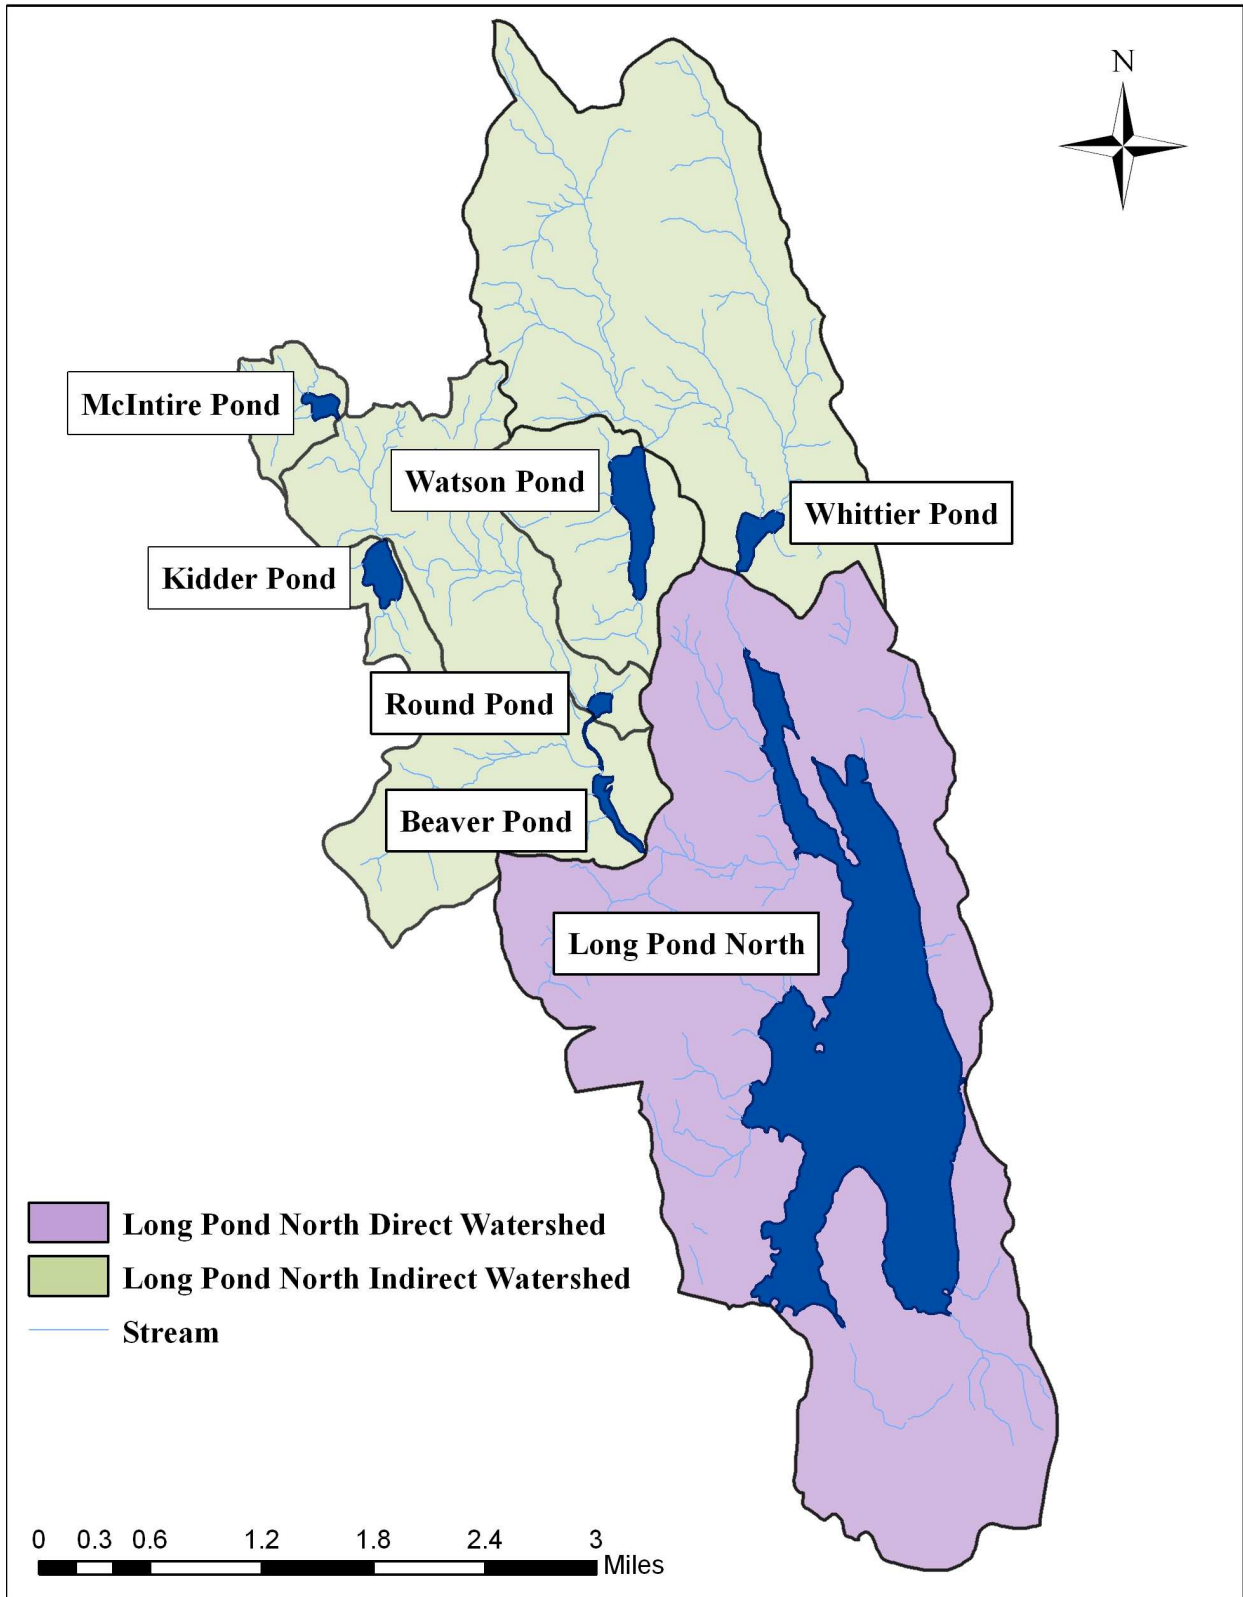 N
McIntire Pond
Watson Pond
Whittier Pond
Kidder Pond
Round Pond
Beaver Pond
Long Pond North
Long Pond North Direct Watershed
Long Pond North Indirect Watershed
Stream
0 0.3 0.6 1.2 1.8 2.4 3
Miles